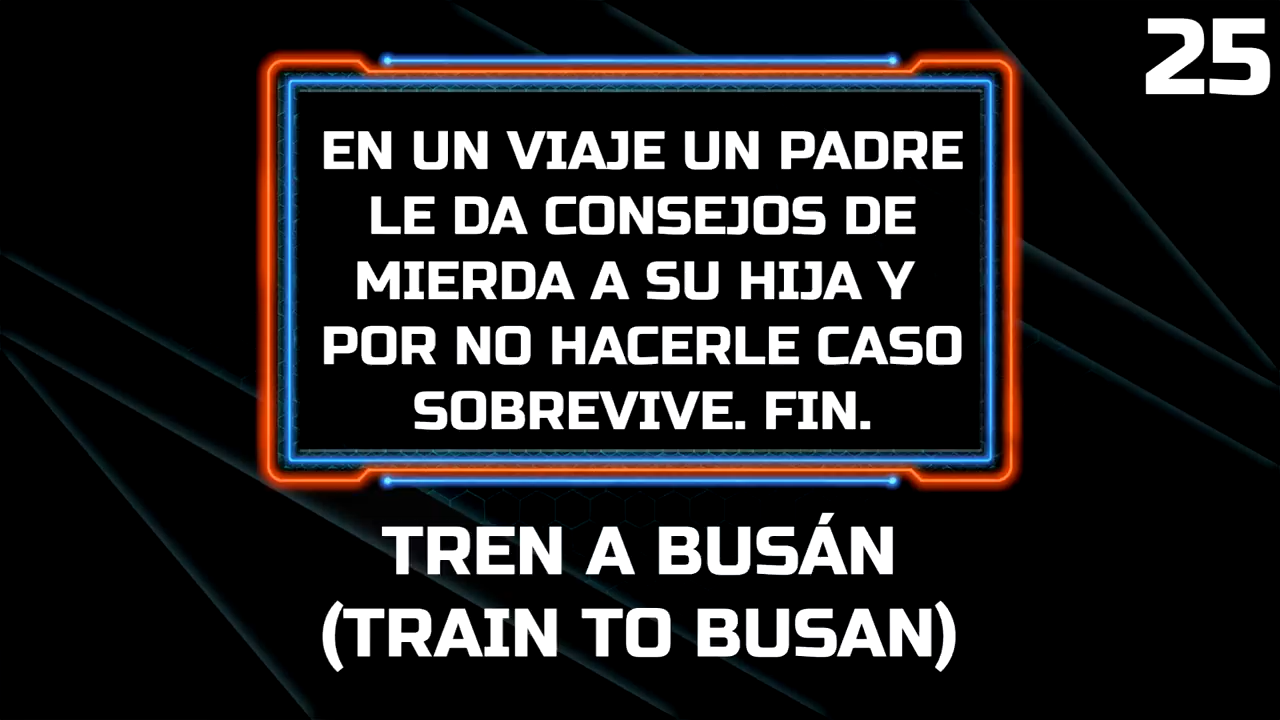 25
EN UN VIAJE UN PADRE
LE DA CONSEJOS DE
MIERDA A SU HIJA Y
POR NO HACERLE CASO
SOBREVIVE. FIN.
TREN A BUSÁN
(TRAIN TO BUSAN)